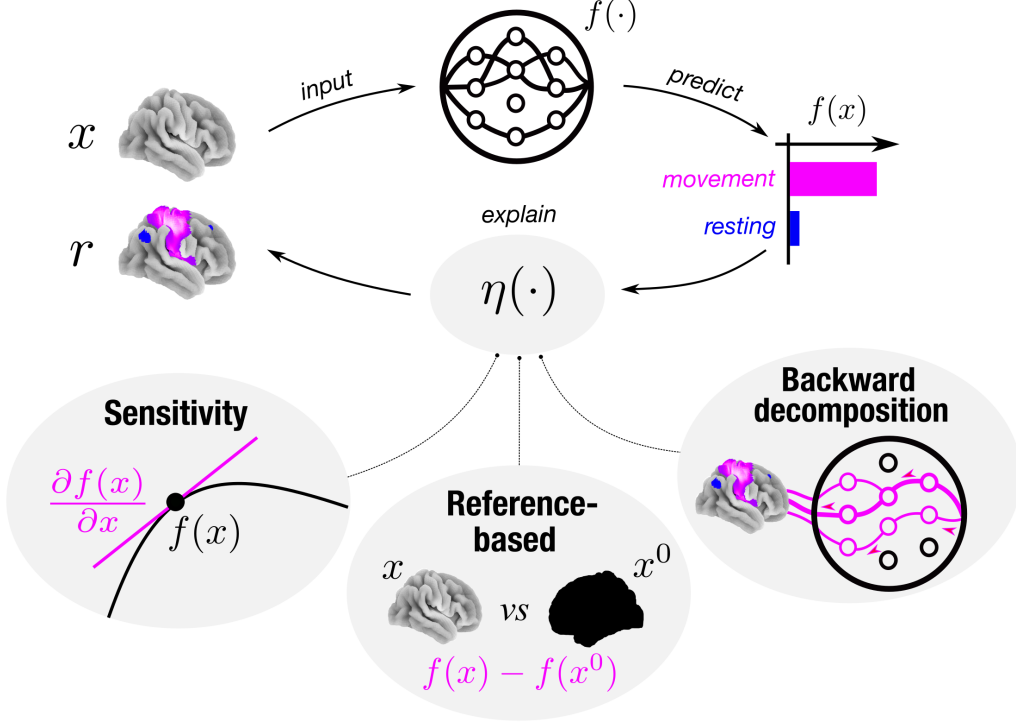 f(·)
input
predict
x
f(x)
movement
resting
r
explain
η(·)
Sensitivity
∂f(x)
∂x
f(x)
Reference-
based
x
vs
x⁰
f(x) − f(x⁰)
Backward
decomposition